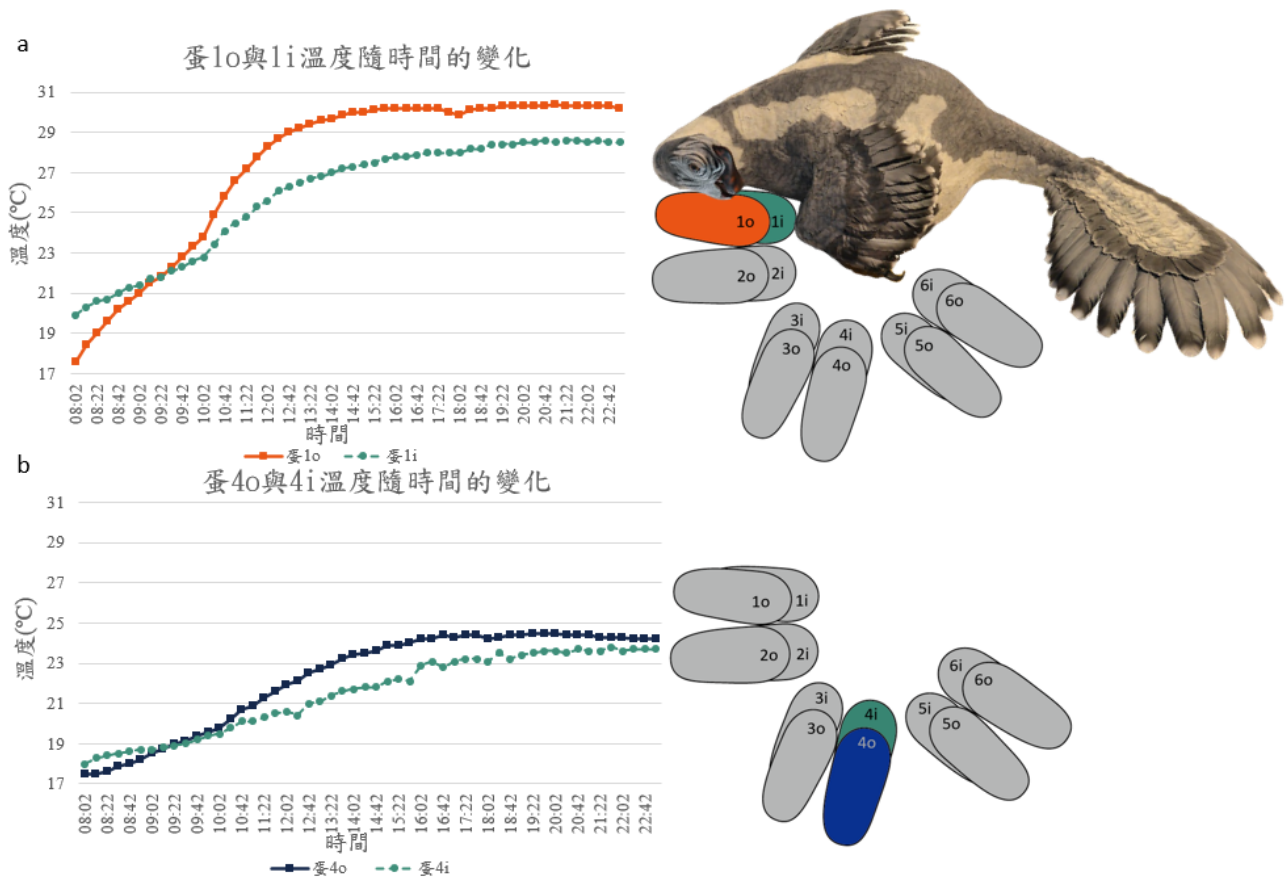 a
蛋1o與1i溫度隨時間的變化
溫度(℃)
31
29
27
25
23
21
19
17
08:02
08:22
08:42
09:02
09:22
09:42
10:02
10:42
11:22
12:02
12:42
13:22
14:02
14:42
15:22
16:02
16:42
17:22
18:02
18:42
19:22
20:02
20:42
21:22
22:02
22:42
時間
蛋1o
蛋1i
1o
1i
2o
2i
3i
3o
4i
4o
5i
5o
6i
6o
b
蛋4o與4i溫度隨時間的變化
溫度(℃)
31
29
27
25
23
21
19
17
08:02
08:22
08:42
09:02
09:22
09:42
10:02
10:42
11:22
12:02
12:42
13:22
14:02
14:42
15:22
16:02
16:42
17:22
18:02
18:42
19:22
20:02
20:42
21:22
22:02
22:42
時間
蛋4o
蛋4i
1o
1i
2o
2i
3i
3o
4i
4o
5i
5o
6i
6o